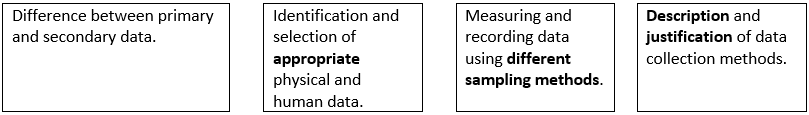 Difference between primary
and secondary data.
Identification and
selection of
appropriate
physical and
human data.
Measuring and
recording data
using different
sampling methods.
Description and
justification of data
collection methods.